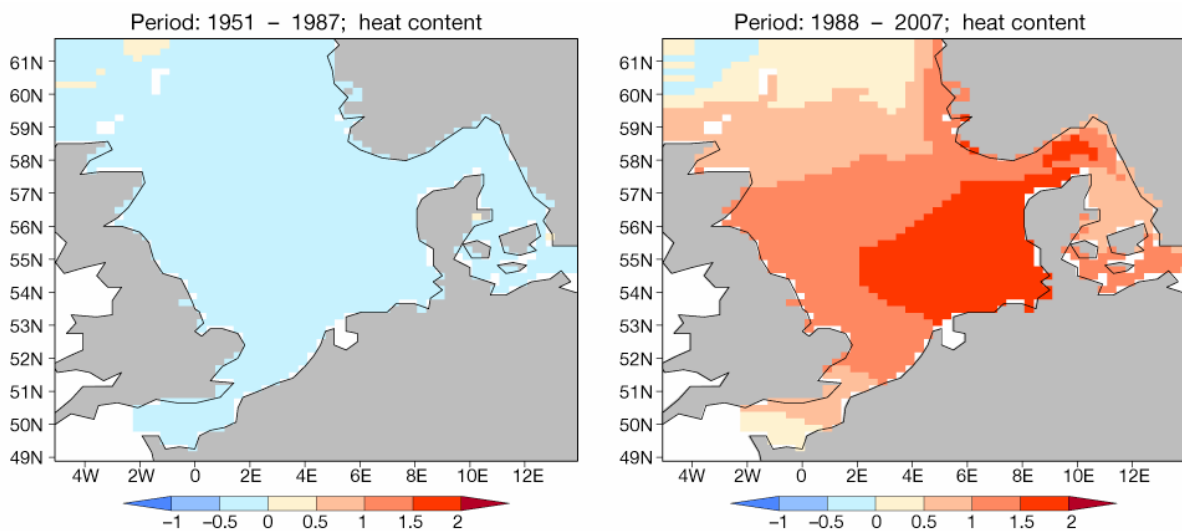 Period: 1951 – 1987; heat content
61N
60N
59N
58N
57N
56N
55N
54N
53N
52N
51N
50N
49N
4W 2W 0 2E 4E 6E 8E 10E 12E
−1 −0.5 0 0.5 1 1.5 2
Period: 1988 – 2007; heat content
61N
60N
59N
58N
57N
56N
55N
54N
53N
52N
51N
50N
49N
4W 2W 0 2E 4E 6E 8E 10E 12E
−1 −0.5 0 0.5 1 1.5 2